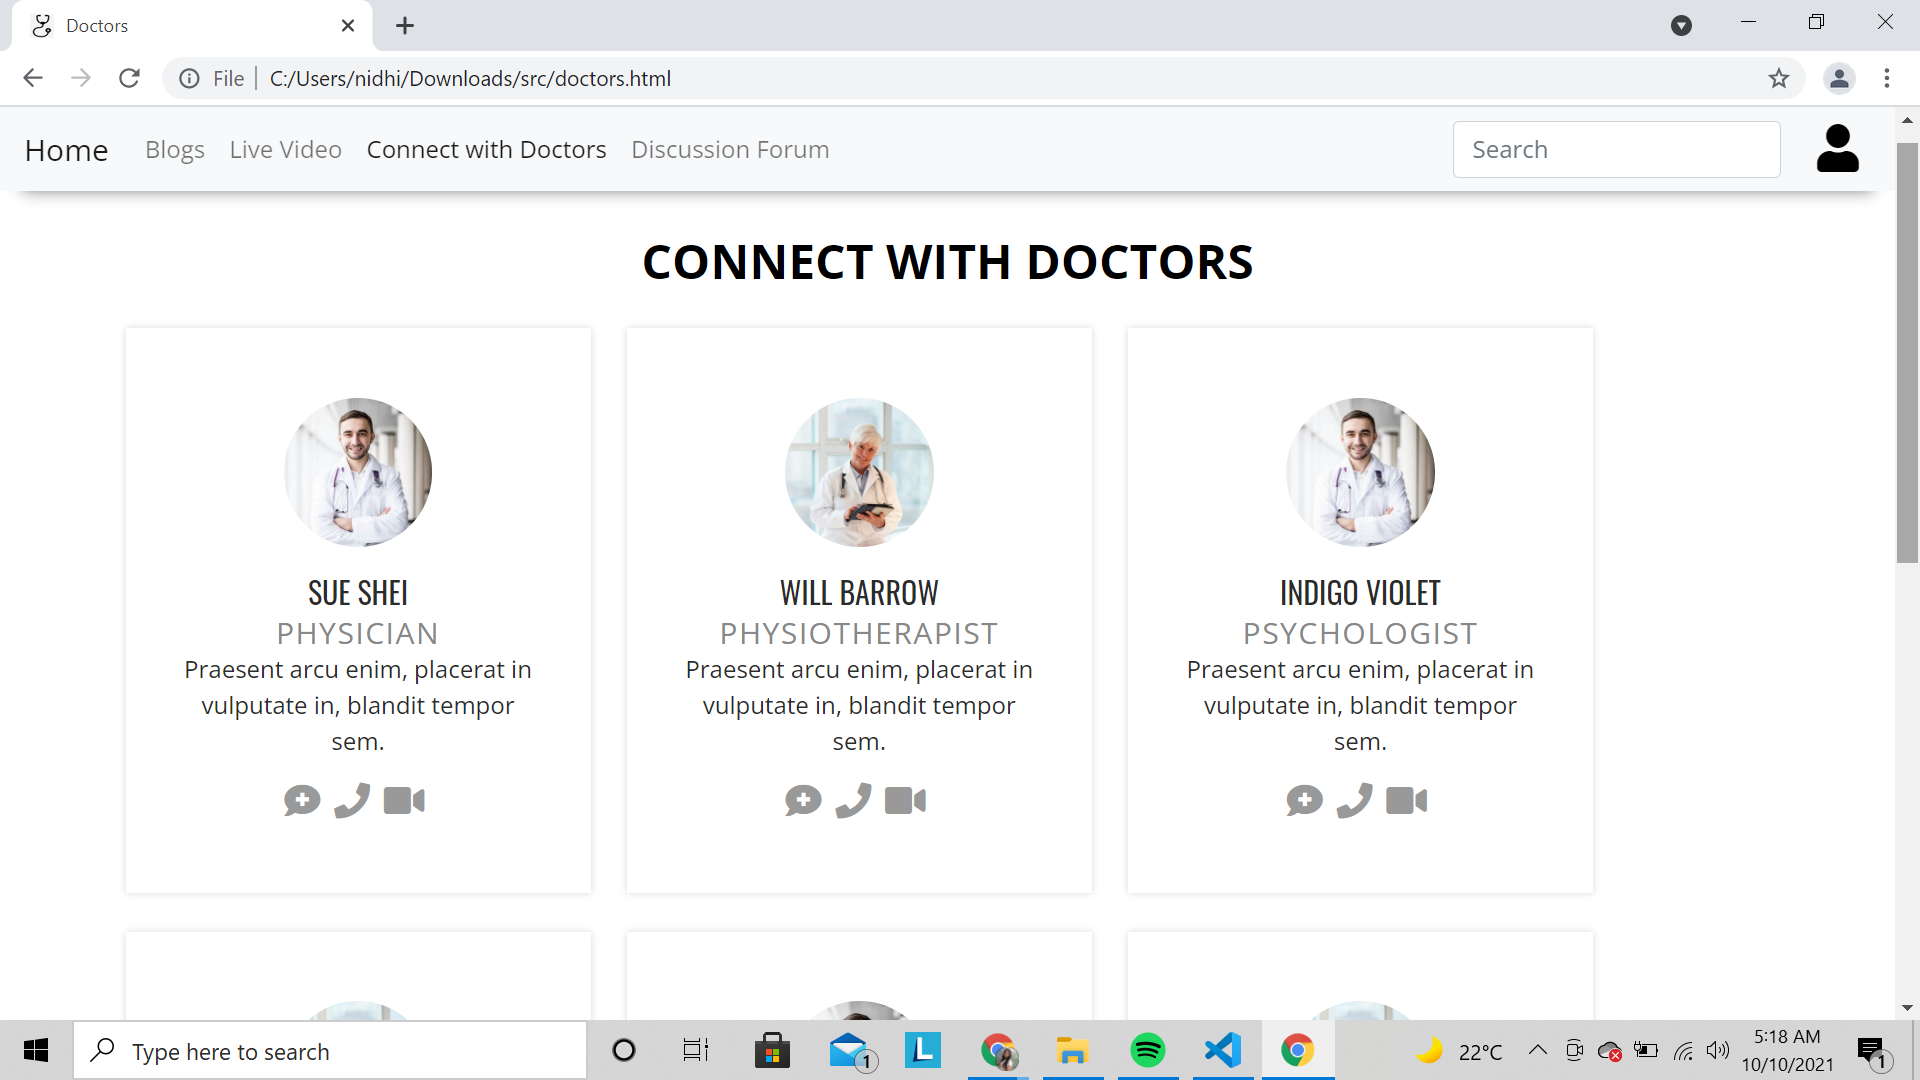 Doctors
File C:/Users/nidhi/Downloads/src/doctors.html
Home Blogs Live Video Connect with Doctors Discussion Forum Search
CONNECT WITH DOCTORS
SUE SHEI
PHYSICIAN
Praesent arcu enim, placerat in
vulputate in, blandit tempor
sem.
WILL BARROW
PHYSIOTHERAPIST
Praesent arcu enim, placerat in
vulputate in, blandit tempor
sem.
INDIGO VIOLET
PSYCHOLOGIST
Praesent arcu enim, placerat in
vulputate in, blandit tempor
sem.
Type here to search
1
L
22°C
5:18 AM
10/10/2021
1